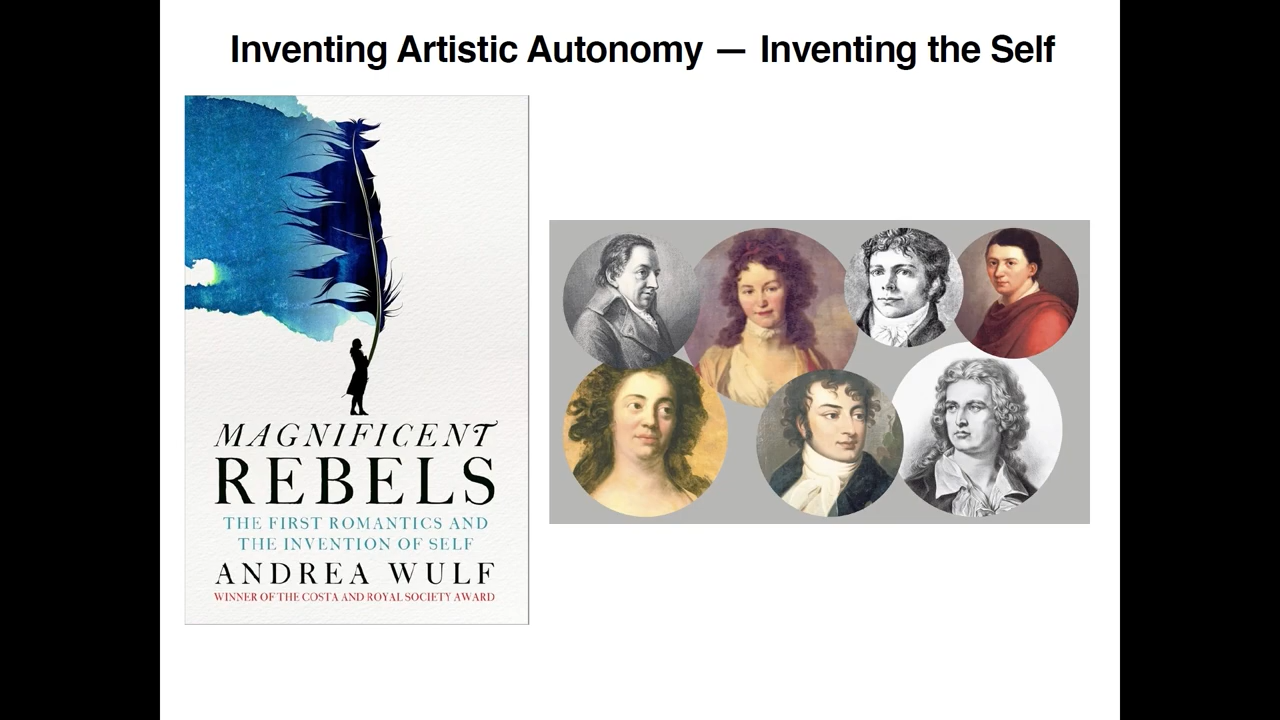 Inventing Artistic Autonomy — Inventing the Self
MAGNIFICENT
REBELS
THE FIRST ROMANTICS AND
THE INVENTION OF SELF
ANDREA WULF
WINNER OF THE COSTA AND ROYAL SOCIETY AWARD